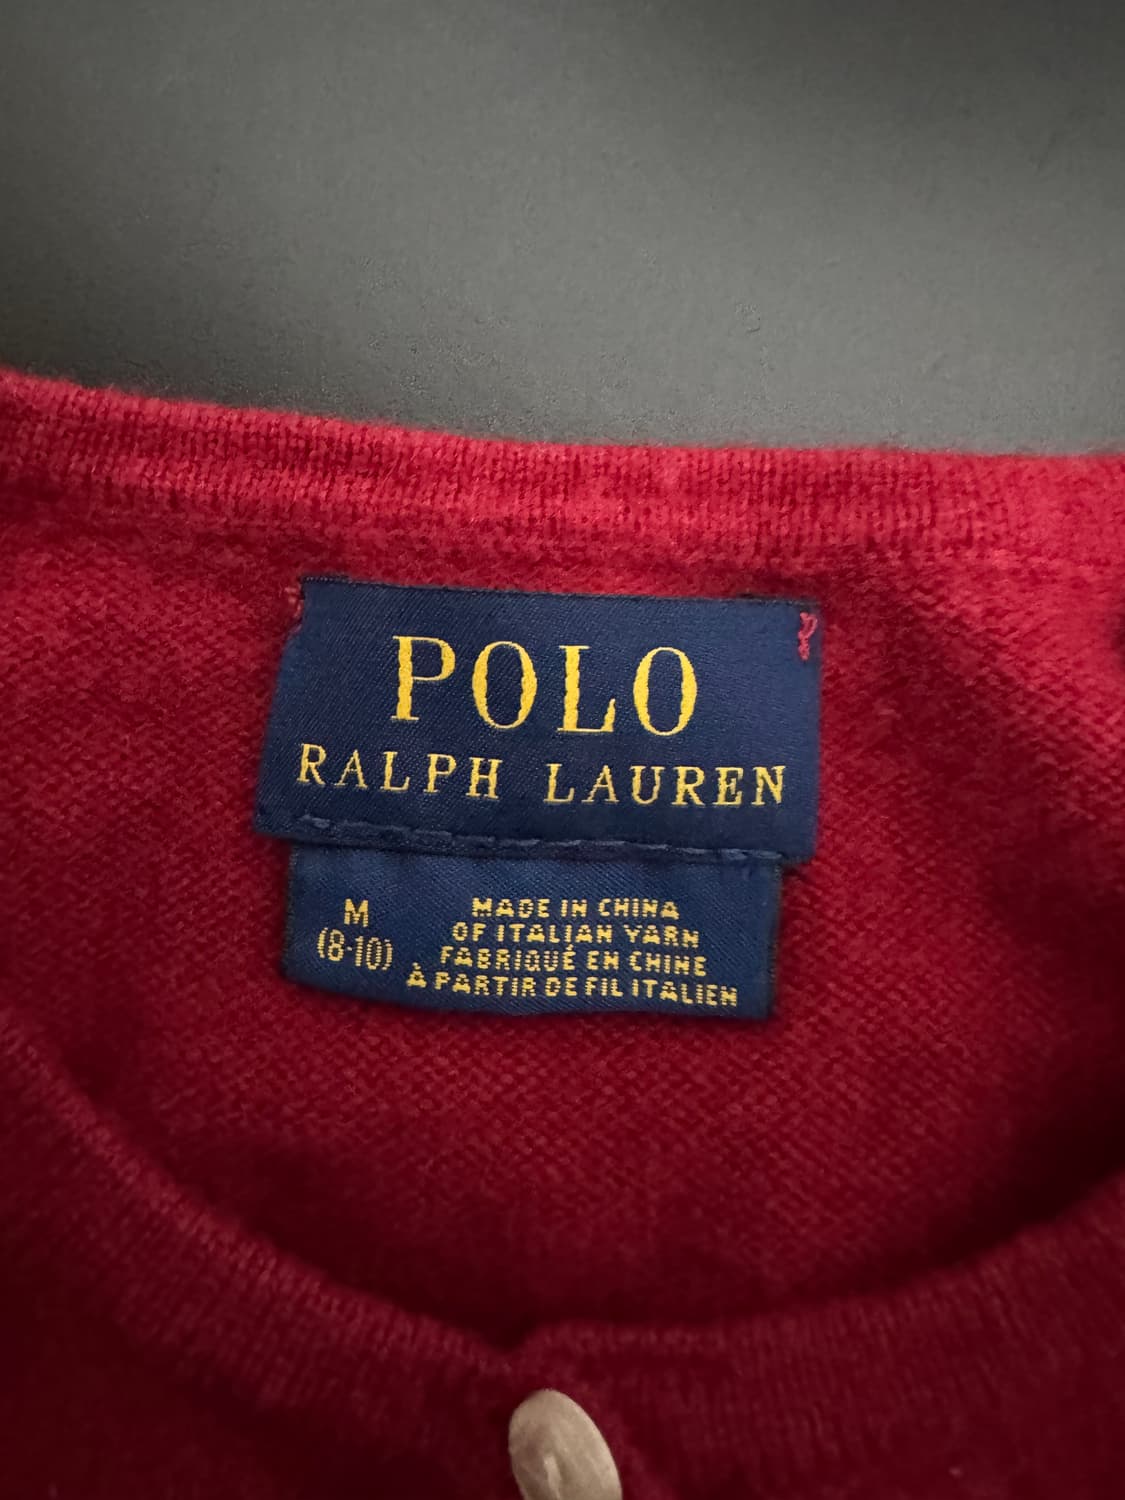 POLO
RALPH LAUREN
M
(8-10)
MADE IN CHINA
OF ITALIAN YARN
FABRIQUÉ EN CHINE
À PARTIR DE FIL ITALIEN